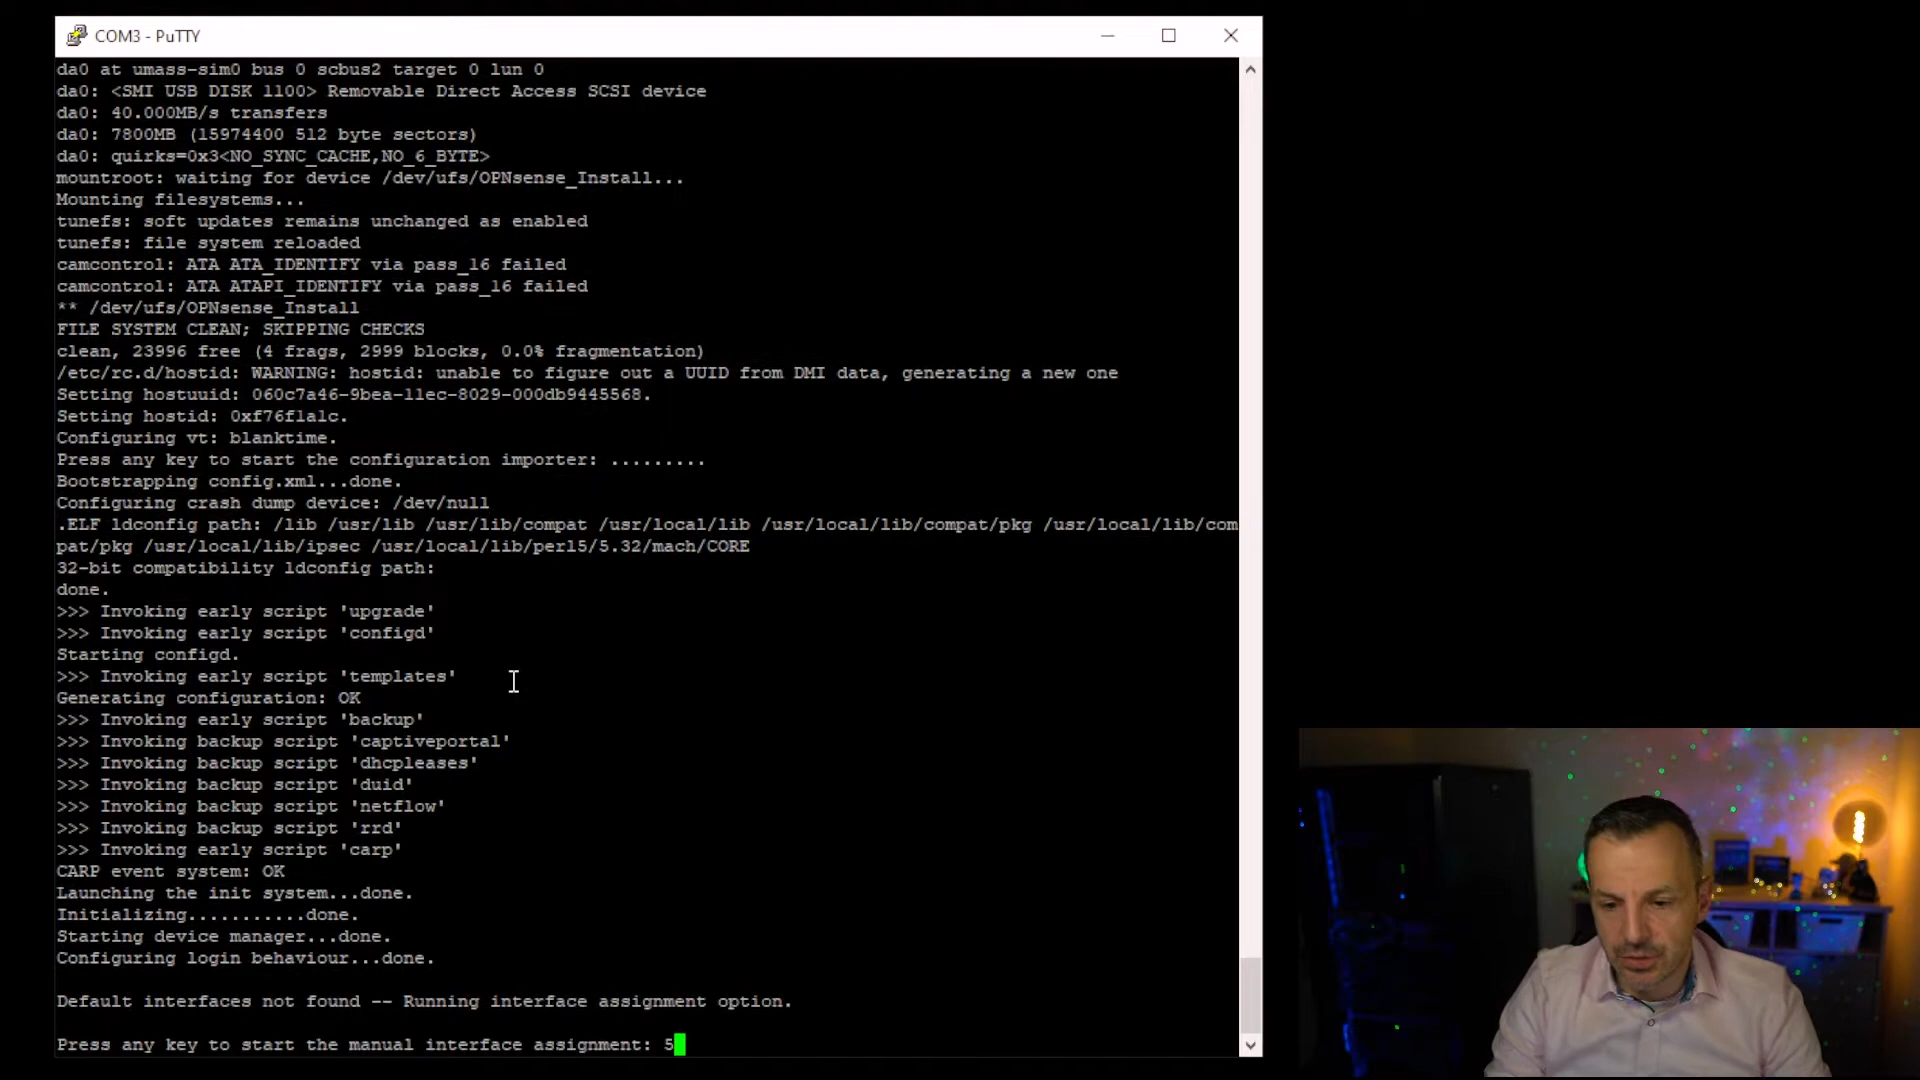 COM3 - PuTTY
da0 at umass-sim0 bus 0 scbus2 target 0 lun 0
da0: <SMI USB DISK 1100> Removable Direct Access SCSI device
da0: 40.000MB/s transfers
da0: 7800MB (15974400 512 byte sectors)
da0: quirks=0x3<NO_SYNC_CACHE,NO_6_BYTE>
mountroot: waiting for device /dev/ufs/OPNsense_Install...
Mounting filesystems...
tunefs: soft updates remains unchanged as enabled
tunefs: file system reloaded
camcontrol: ATA ATA_IDENTIFY via pass_16 failed
camcontrol: ATA ATAPI_IDENTIFY via pass_16 failed
** /dev/ufs/OPNsense_Install
FILE SYSTEM CLEAN; SKIPPING CHECKS
clean, 23996 free (4 frags, 2999 blocks, 0.0% fragmentation)
/etc/rc.d/hostid: WARNING: hostid: unable to figure out a UUID from DMI data, generating a new one
Setting hostuuid: 060c7a46-9bea-11ec-8029-000db9445568.
Setting hostid: 0xf76f1a1c.
Configuring vt: blanktime.
Press any key to start the configuration importer: .........
Bootstrapping config.xml...done.
Configuring crash dump device: /dev/null
.ELF ldconfig path: /lib /usr/lib /usr/lib/compat /usr/local/lib /usr/local/lib/compat/pkg /usr/local/lib/com
pat/pkg /usr/local/lib/ipsec /usr/local/lib/perl5/5.32/mach/CORE
32-bit compatibility ldconfig path:
done.
>>> Invoking early script 'upgrade'
>>> Invoking early script 'configd'
Starting configd.
>>> Invoking early script 'templates'
Generating configuration: OK
>>> Invoking early script 'backup'
>>> Invoking backup script 'captiveportal'
>>> Invoking backup script 'dhcpleases'
>>> Invoking backup script 'duid'
>>> Invoking backup script 'netflow'
>>> Invoking backup script 'rrd'
>>> Invoking early script 'carp'
CARP event system: OK
Launching the init system...done.
Initializing...........done.
Starting device manager...done.
Configuring login behaviour...done.
Default interfaces not found -- Running interface assignment option.
Press any key to start the manual interface assignment: 5